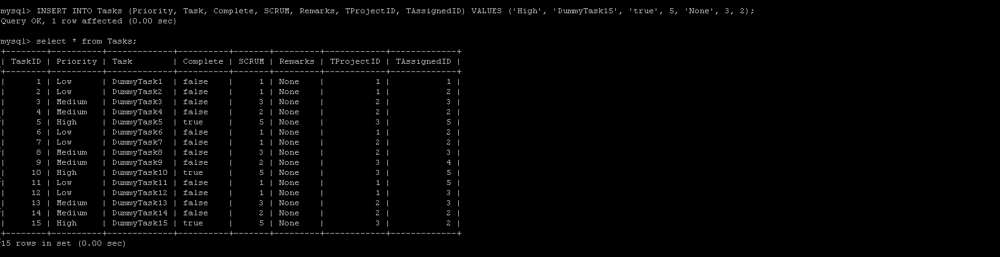 mysql> INSERT INTO Tasks (Priority, Task, Complete, SCRUM, Remarks, TProjectID, TAssignedID) VALUES ('High', 'DummyTask15', 'true', 5, 'None', 3, 2);
Query OK, 1 row affected (0.00 sec)
mysql> select * from Tasks;
+--------+----------+-------------+----------+-------+---------+------------+-------------+
| TaskID | Priority | Task        | Complete | SCRUM | Remarks | TProjectID | TAssignedID |
+--------+----------+-------------+----------+-------+---------+------------+-------------+
|      1 | Low      | DummyTask1  | false    |     1 | None    |          1 |           1 |
|      2 | Low      | DummyTask2  | false    |     1 | None    |          1 |           2 |
|      3 | Medium   | DummyTask3  | false    |     3 | None    |          2 |           3 |
|      4 | Medium   | DummyTask4  | false    |     2 | None    |          2 |           2 |
|      5 | High     | DummyTask5  | true     |     5 | None    |          3 |           5 |
|      6 | Low      | DummyTask6  | false    |     1 | None    |          1 |           2 |
|      7 | Low      | DummyTask7  | false    |     1 | None    |          2 |           2 |
|      8 | Medium   | DummyTask8  | false    |     3 | None    |          2 |           3 |
|      9 | Medium   | DummyTask9  | false    |     2 | None    |          3 |           4 |
|     10 | High     | DummyTask10 | true     |     5 | None    |          3 |           5 |
|     11 | Low      | DummyTask11 | false    |     1 | None    |          1 |           5 |
|     12 | Low      | DummyTask12 | false    |     1 | None    |          1 |           3 |
|     13 | Medium   | DummyTask13 | false    |     3 | None    |          2 |           3 |
|     14 | Medium   | DummyTask14 | false    |     2 | None    |          2 |           2 |
|     15 | High     | DummyTask15 | true     |     5 | None    |          3 |           2 |
+--------+----------+-------------+----------+-------+---------+------------+-------------+
15 rows in set (0.00 sec)